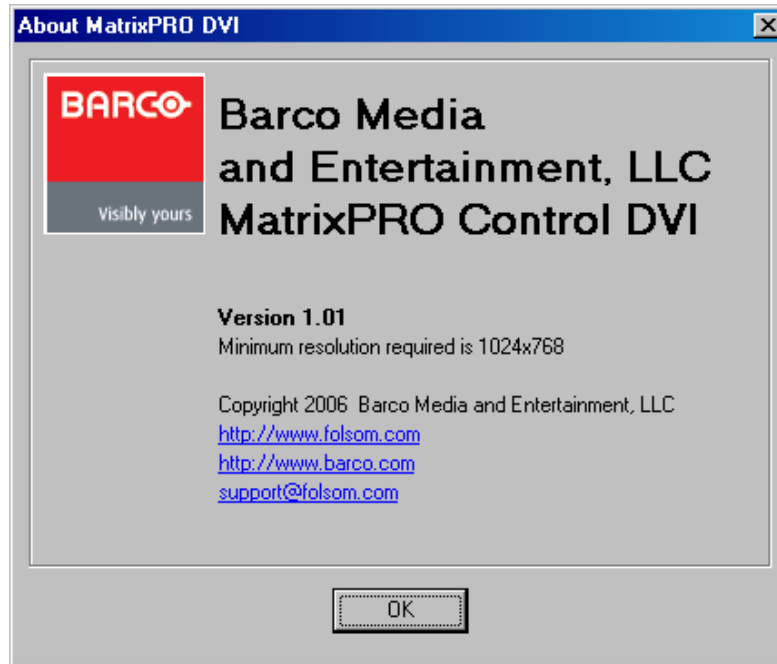 About MatrixPRO DVI
BARCO
Visibly yours
Barco Media
and Entertainment, LLC
MatrixPRO Control DVI
Version 1.01
Minimum resolution required is 1024x768
Copyright 2006  Barco Media and Entertainment, LLC
http://www.folsom.com
http://www.barco.com
support@folsom.com
OK